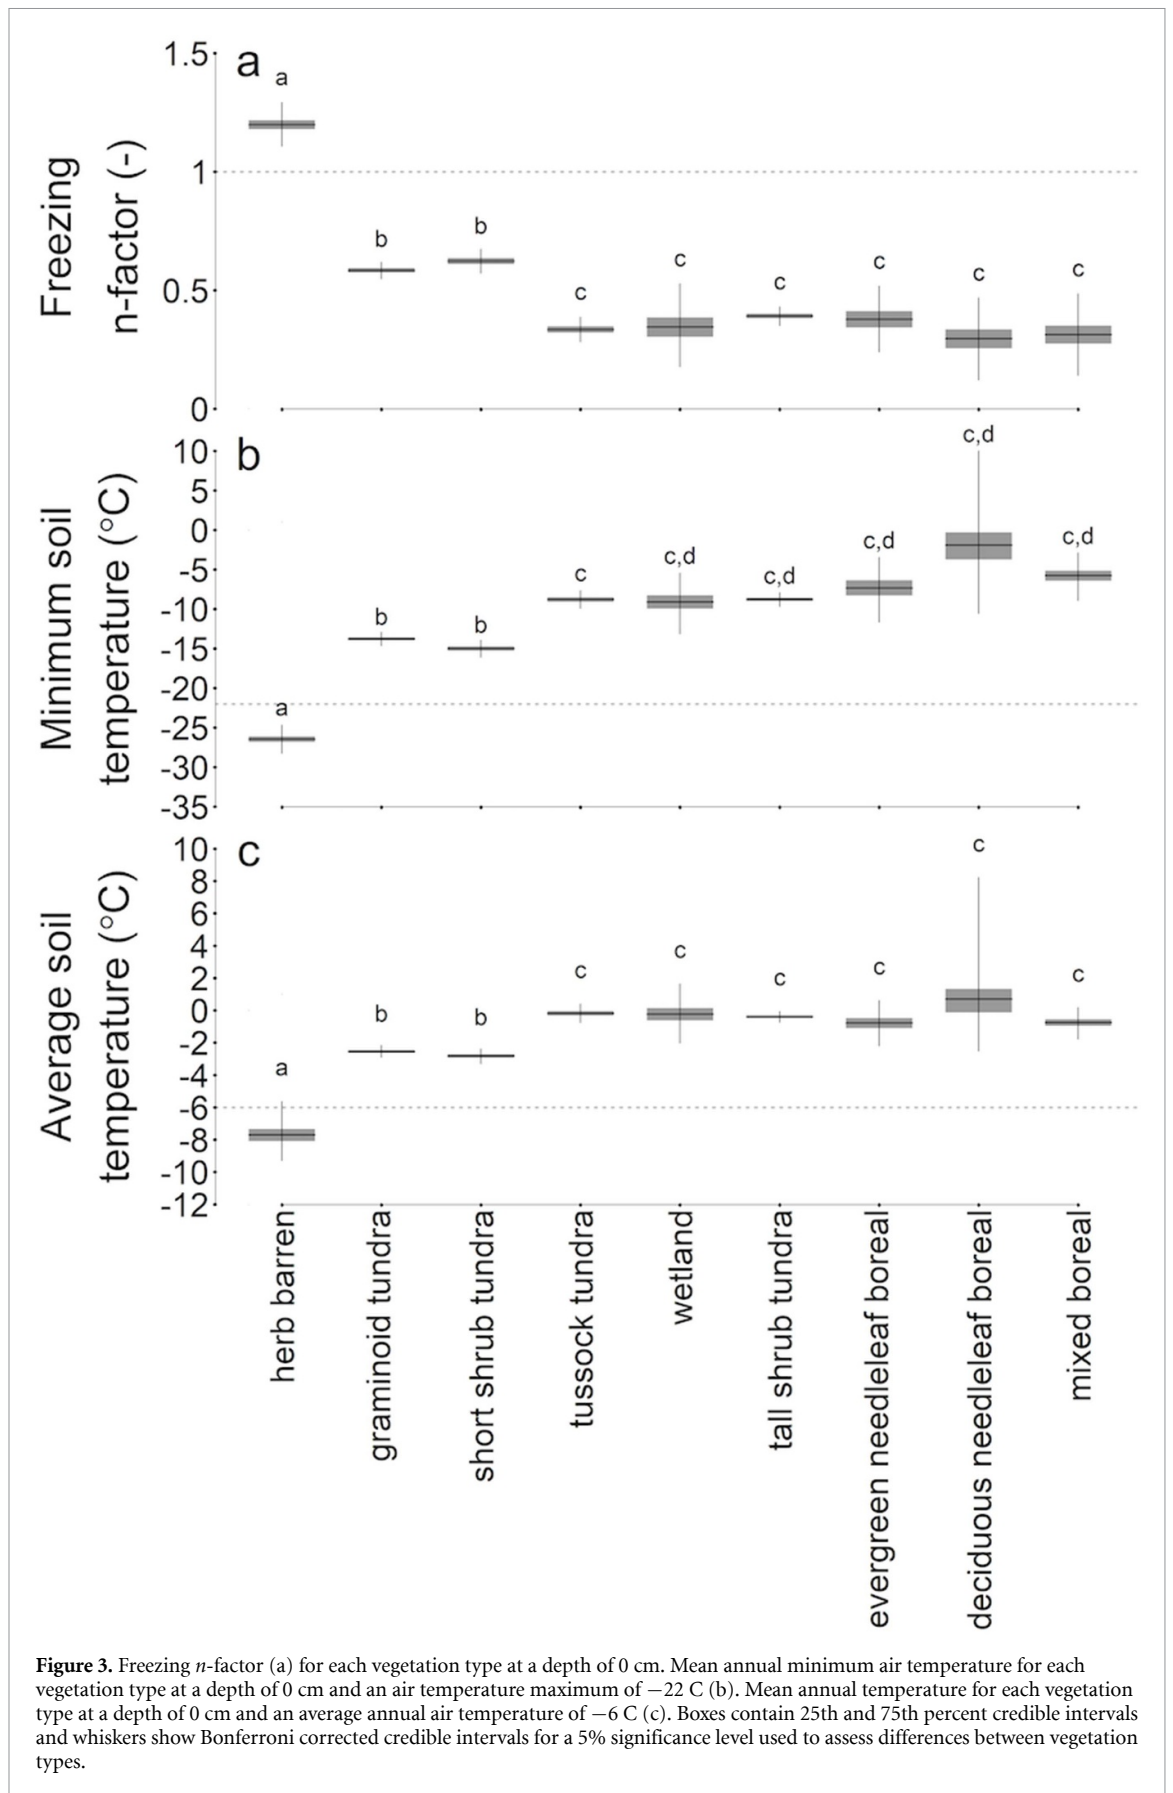 a
1.5
1
0.5
0
Freezing
n-factor (-)
a
b
b
c
c
c
c
c
c
b
10
5
0
-5
-10
-15
-20
-25
-30
-35
Minimum soil
temperature (°C)
a
b
b
c
c,d
c,d
c,d
c,d
c,d
c
10
8
6
4
2
0
-2
-4
-6
-8
-10
-12
Average soil
temperature (°C)
a
b
b
c
c
c
c
c
c
herb barren
graminoid tundra
short shrub tundra
tussock tundra
wetland
tall shrub tundra
evergreen needleleaf boreal
deciduous needleleaf boreal
mixed boreal
Figure 3. Freezing n-factor (a) for each vegetation type at a depth of 0 cm. Mean annual minimum air temperature for each
vegetation type at a depth of 0 cm and an air temperature maximum of −22 C (b). Mean annual temperature for each vegetation
type at a depth of 0 cm and an average annual air temperature of −6 C (c). Boxes contain 25th and 75th percent credible intervals
and whiskers show Bonferroni corrected credible intervals for a 5% significance level used to assess differences between vegetation
types.